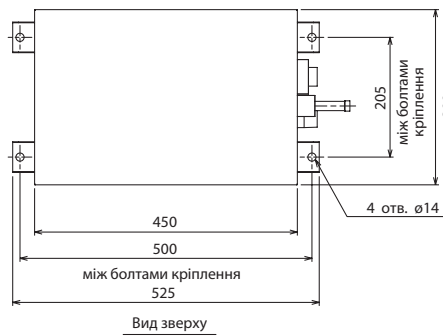 205
між болтами
кріплення
4 отв. ø14
450
500
між болтами кріплення
525
Вид зверху